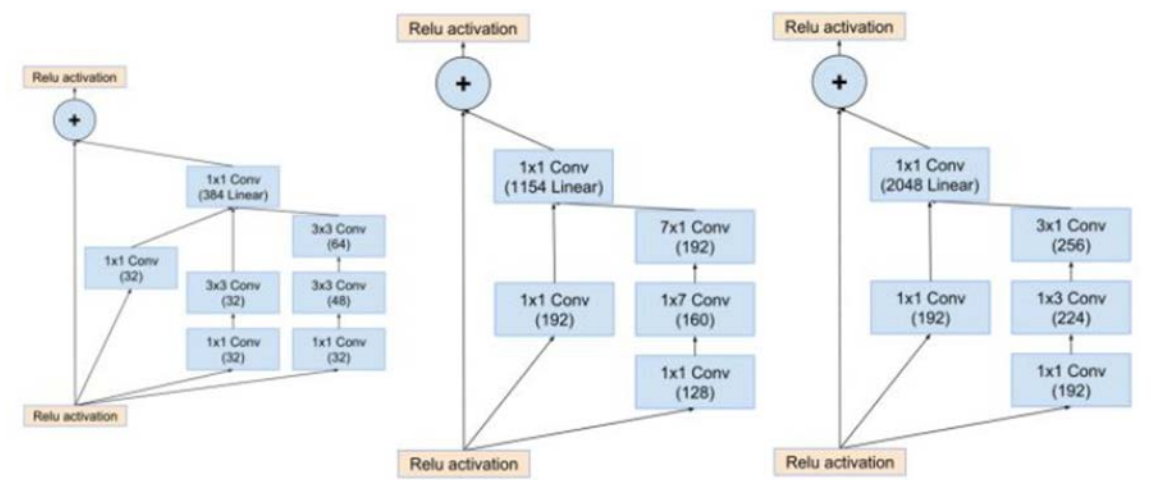 Relu activation
+
1x1 Conv
(384 Linear)
3x3 Conv
(64)
1x1 Conv
(32)
3x3 Conv
(32)
3x3 Conv
(48)
1x1 Conv
(32)
1x1 Conv
(32)
Relu activation
Relu activation
+
1x1 Conv
(1154 Linear)
7x1 Conv
(192)
1x1 Conv
(192)
1x7 Conv
(160)
1x1 Conv
(128)
Relu activation
Relu activation
+
1x1 Conv
(2048 Linear)
3x1 Conv
(256)
1x1 Conv
(192)
1x3 Conv
(224)
1x1 Conv
(192)
Relu activation